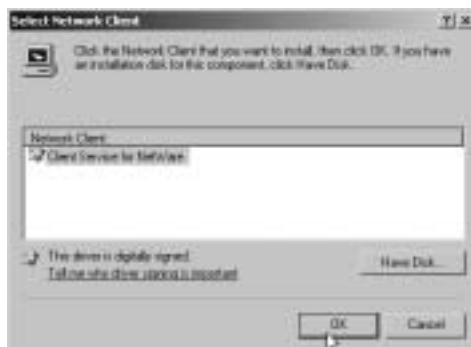 Select Network Client
Click the Network Client that you want to install, then click OK. If you have
an installation disk for this component, click Have Disk.
Network Client
Client Service for NetWare
This driver is digitally signed.
Tell me why driver signing is important
Have Disk...
OK
Cancel